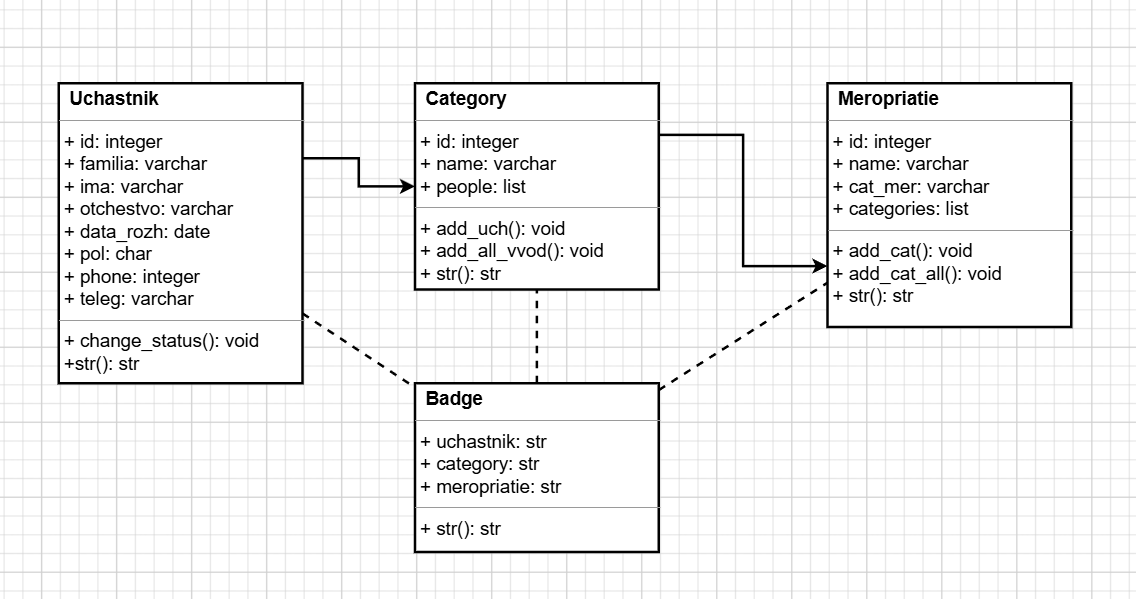 Uchastnik
+ id: integer
+ familia: varchar
+ ima: varchar
+ otchestvo: varchar
+ data_rozh: date
+ pol: char
+ phone: integer
+ teleg: varchar
+ change_status(): void
+str(): str
Category
+ id: integer
+ name: varchar
+ people: list
+ add_uch(): void
+ add_all_vvod(): void
+ str(): str
Meropriatie
+ id: integer
+ name: varchar
+ cat_mer: varchar
+ categories: list
+ add_cat(): void
+ add_cat_all(): void
+ str(): str
Badge
+ uchastnik: str
+ category: str
+ meropriatie: str
+ str(): str